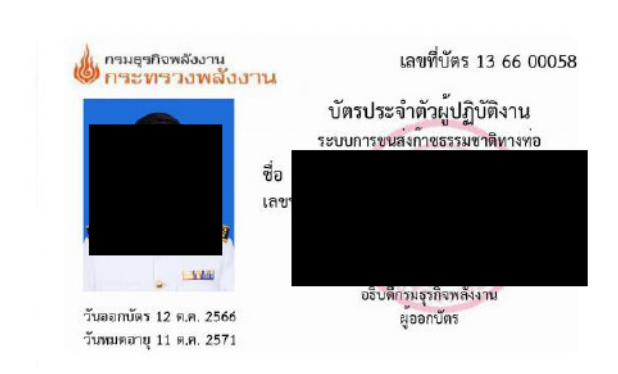 กรมธุรกิจพลังงาน
กระทรวงพลังงาน
เลขที่บัตร 13 66 00058
บัตรประจำตัวผู้ปฏิบัติงาน
ระบบการขนส่งก๊าซธรรมชาติทางท่อ
ชื่อ
อธิบดีกรมธุรกิจพลังงาน
ผู้ออกบัตร
วันออกบัตร 12 ต.ค. 2566
วันหมดอายุ 11 ต.ค. 2571